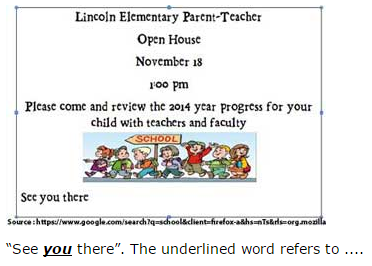 Lincoln Elementary Parent-Teacher
Open House
November 18
1:00 pm
Please come and review the 2014 year progress for your
child with teachers and faculty
SCHOOL
See you there
Source : https://www.google.com/search?q=school&client=firefox-a&hs=nTs&rls=org.mozilla
“See you there”. The underlined word refers to ....